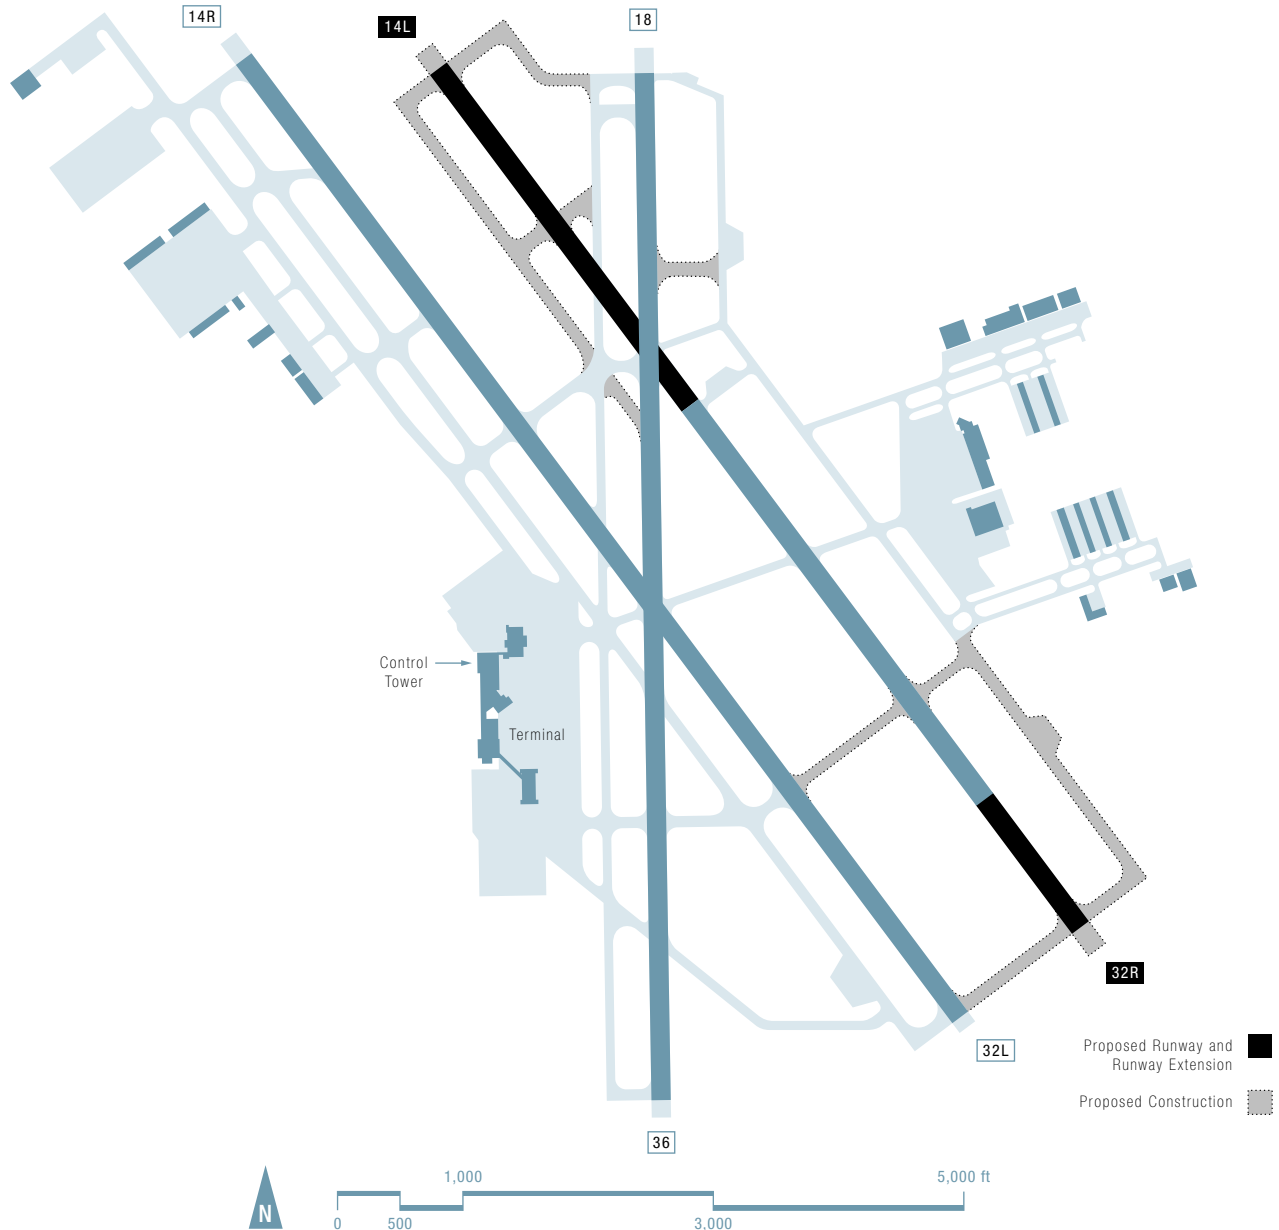 14R
14L
18
Control
Tower
Terminal
32R
32L
Proposed Runway and
Runway Extension
Proposed Construction
36
1,000
5,000 ft
N
0
500
3,000